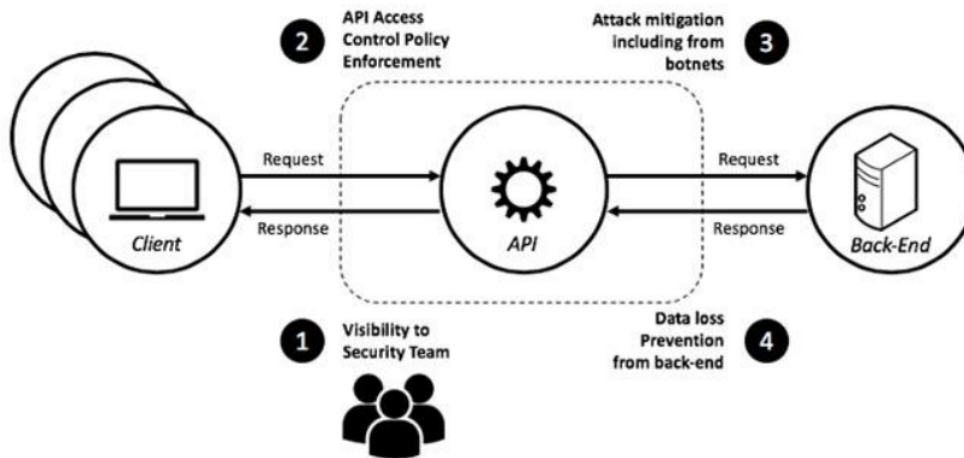 2
API Access
Control Policy
Enforcement
Attack mitigation
including from
botnets
3
Request
Request
Response
Response
Client
API
Back-End
1
Visibility to
Security Team
Data loss
Prevention
from back-end
4